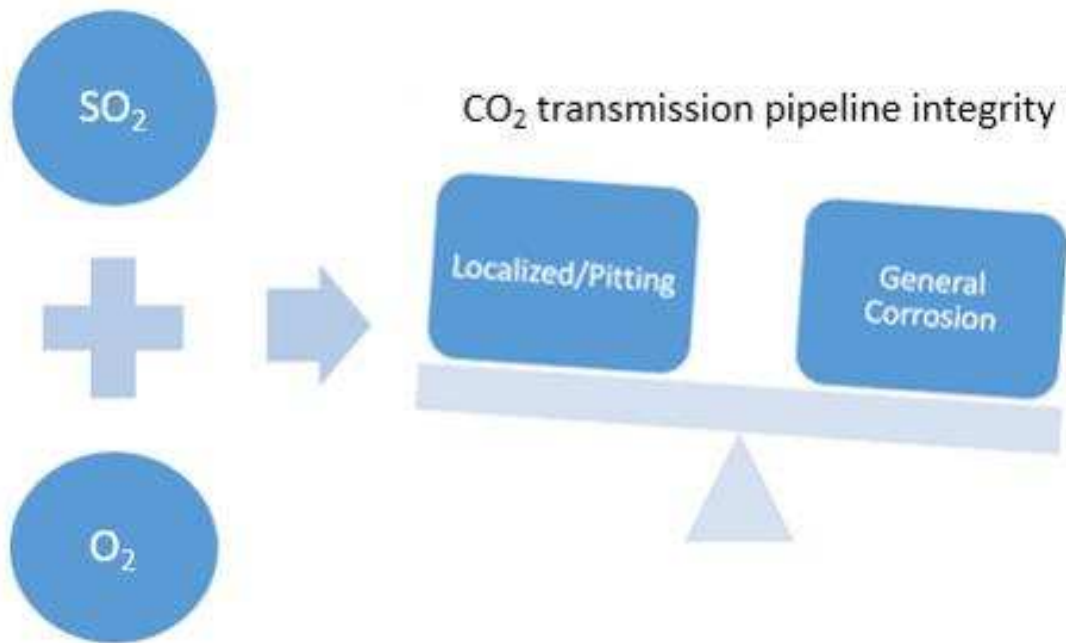 SO₂
CO₂ transmission pipeline integrity
Localized/Pitting
General
Corrosion
O₂